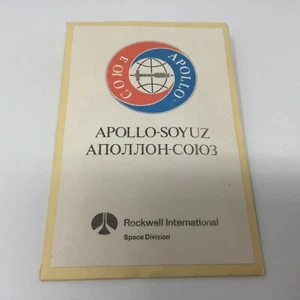 СОЮЗ APOLLO
APOLLO-SOYUZ
АПОЛЛОН-СОЮЗ
Rockwell International
Space Division